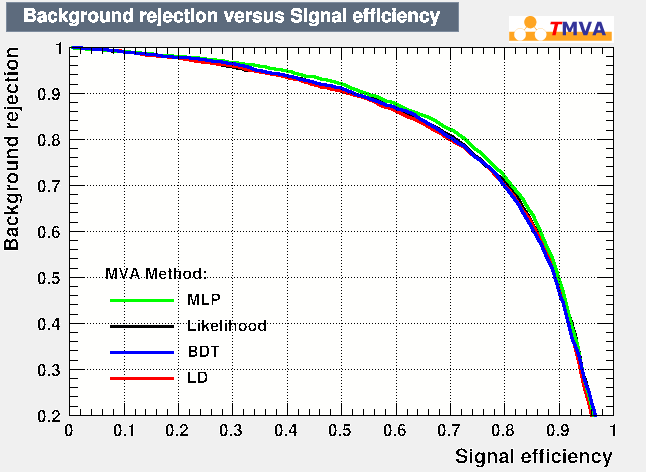 Background rejection versus Signal efficiency
TMVA
Background rejection
1
0.9
0.8
0.7
0.6
0.5
0.4
0.3
0.2
MVA Method:
MLP
Likelihood
BDT
LD
0 0.1 0.2 0.3 0.4 0.5 0.6 0.7 0.8 0.9 1
Signal efficiency